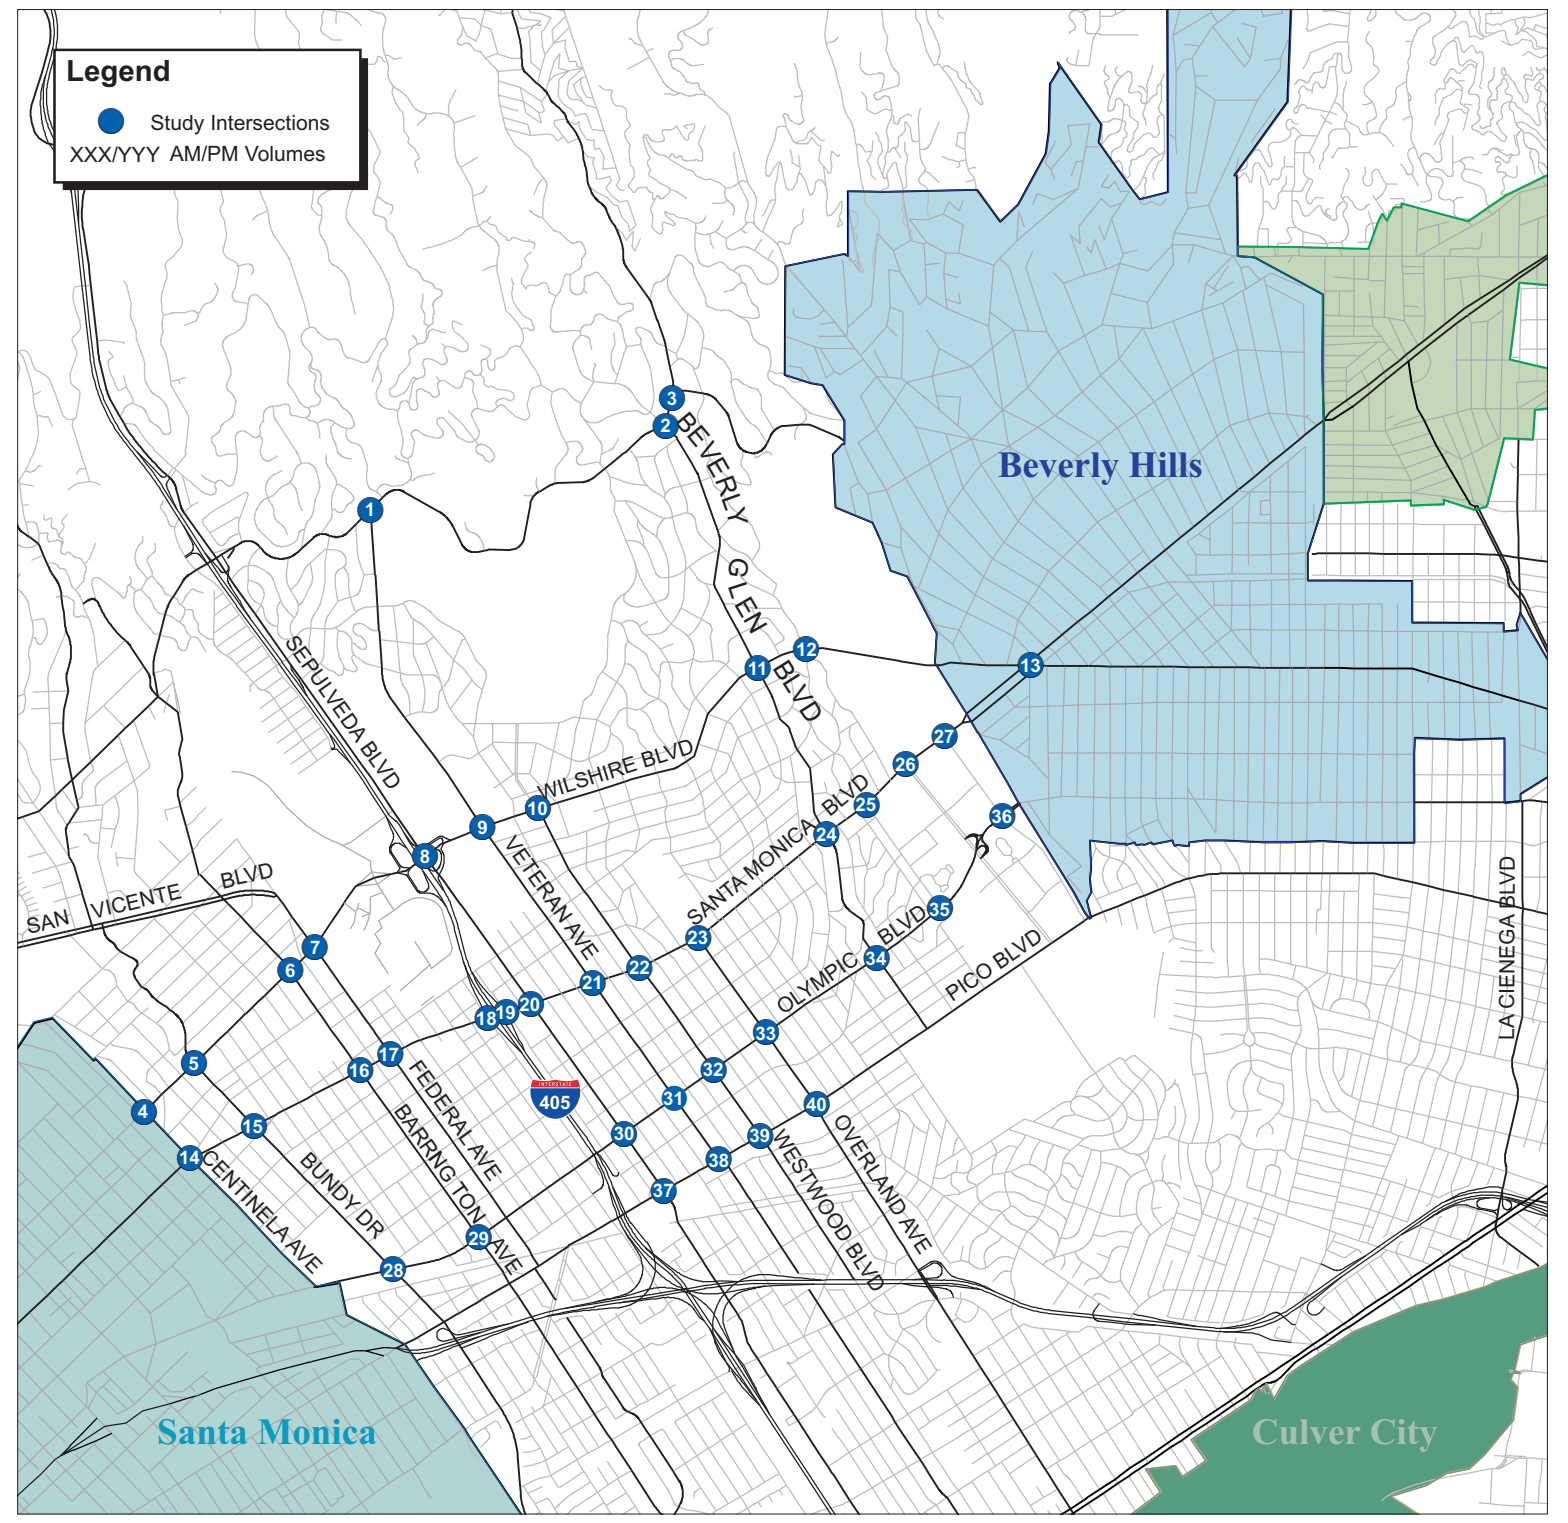 Legend
Study Intersections
XXX/YYY AM/PM Volumes
3
2
BEVERLY GLEN BLVD
Beverly Hills
1
12
11
13
SEPULVEDA BLVD
27
26
WILSHIRE BLVD
10
25
9
24
36
SANTA MONICA BLVD
8
VETERAN AVE
SAN VICENTE BLVD
LA CIENEGA BLVD
35
23
7
6
22
34
OLYMPIC BLVD
PICO BLVD
21
20
19
18
33
17
5
16
32
INTERSTATE
405
31
40
4
15
30
39
FEDERAL AVE
BARRNG TON AVE
14
38
OVERLAND AVE
WESTWOOD BLVD
CENTINELA AVE
BUNDY DR
37
29
28
Santa Monica
Culver City